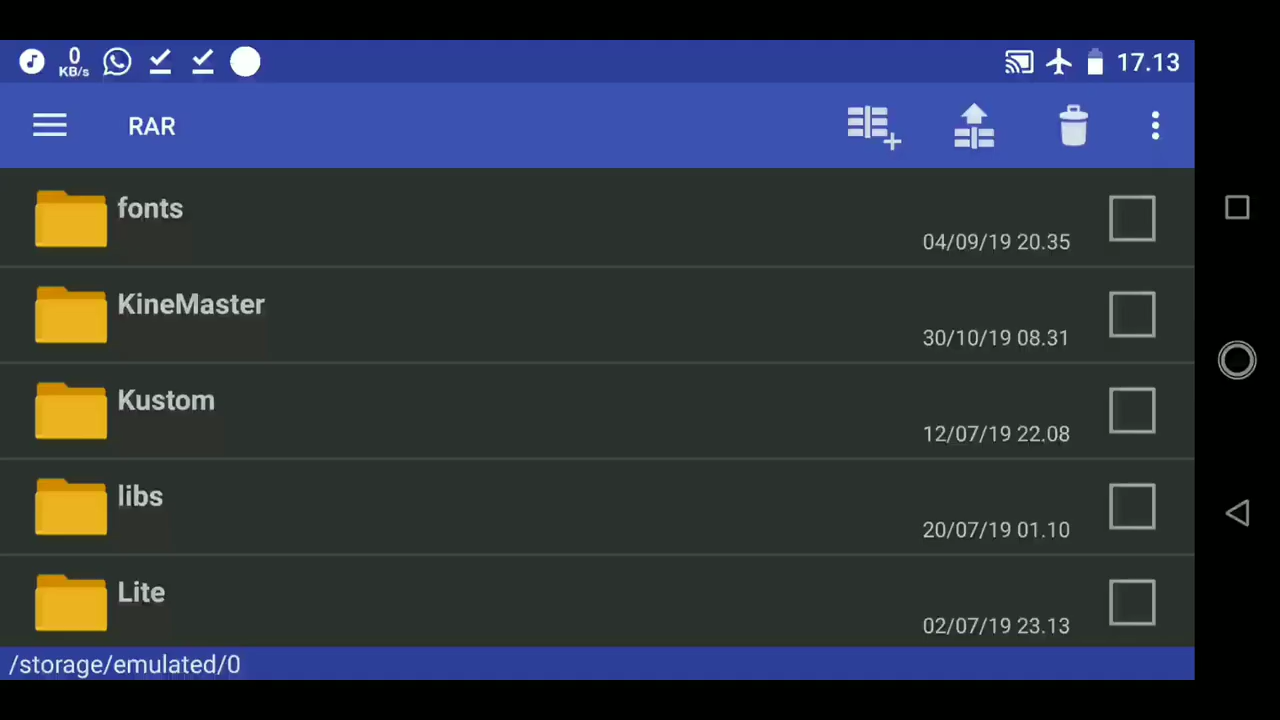 0
KB/s
17.13
RAR
fonts
04/09/19 20.35
KineMaster
30/10/19 08.31
Kustom
12/07/19 22.08
libs
20/07/19 01.10
Lite
02/07/19 23.13
/storage/emulated/0